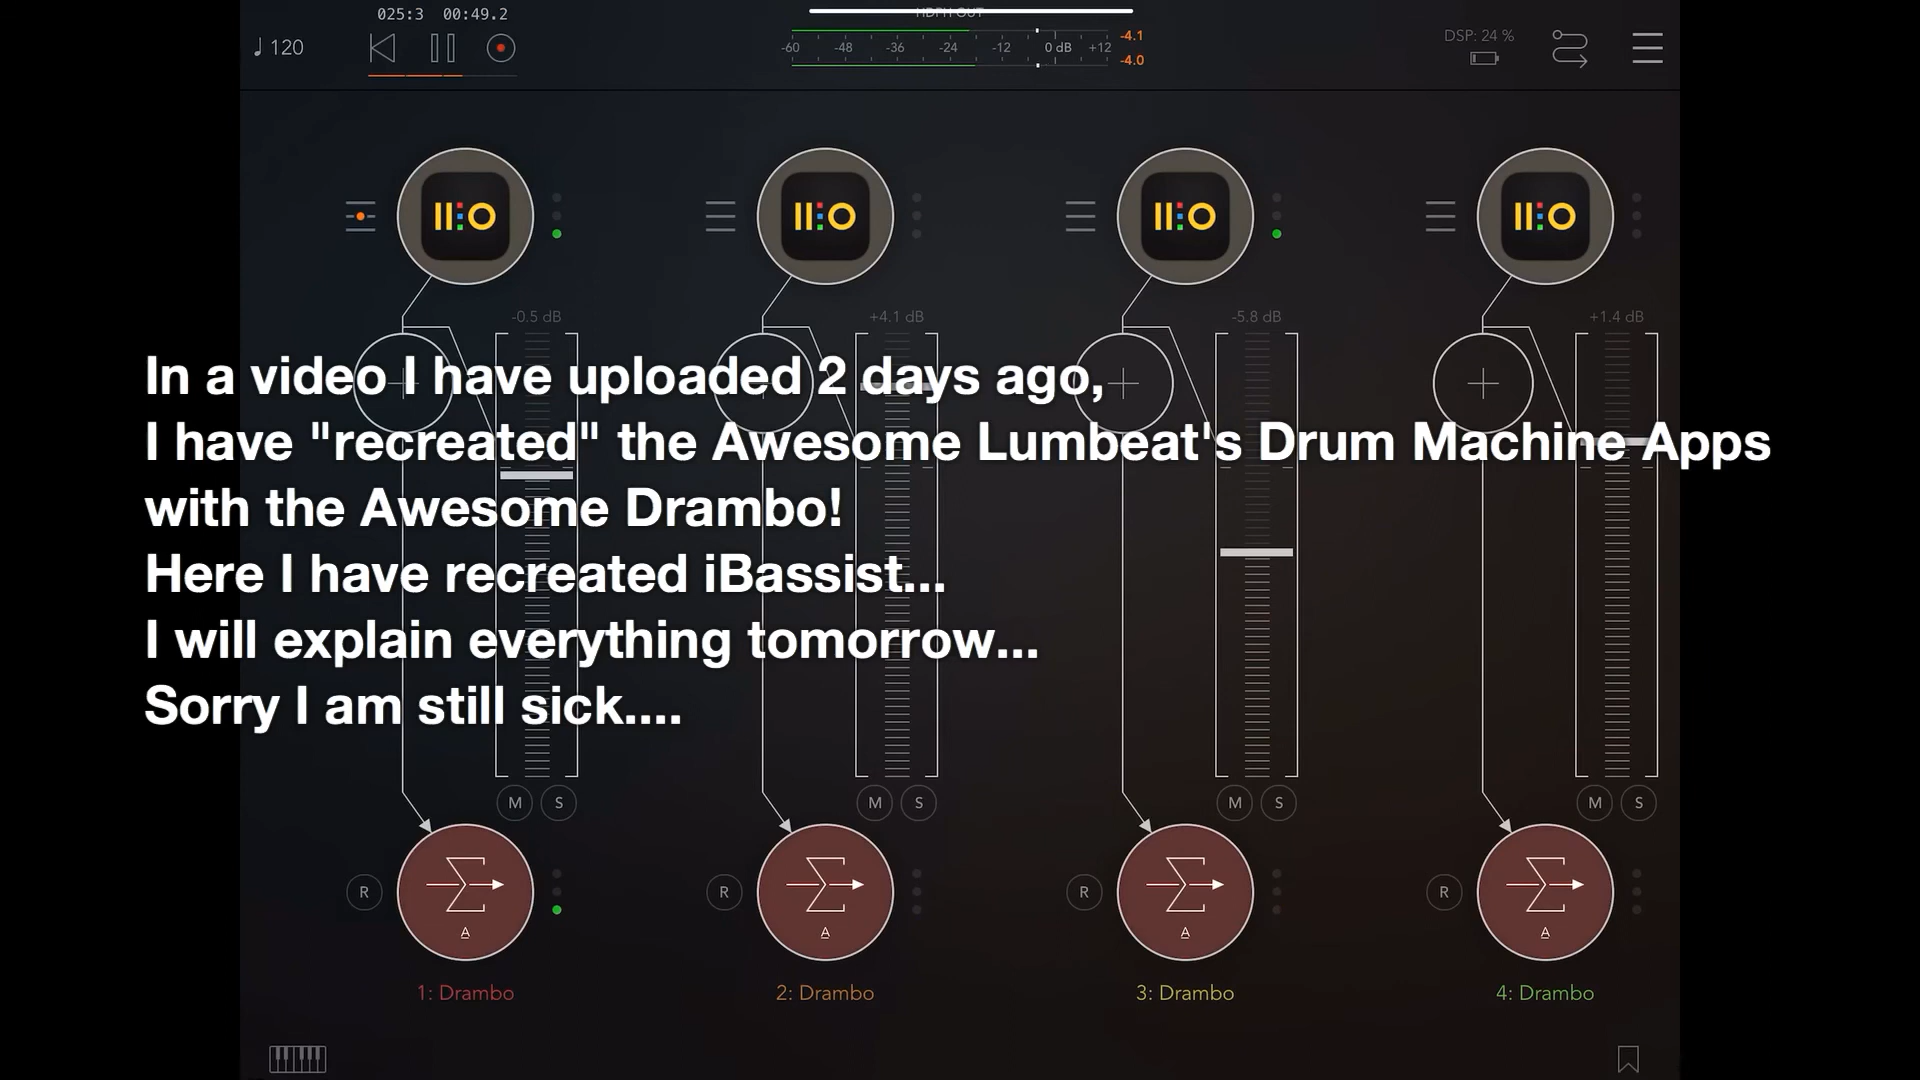 025:3 00:49.2
120
HDPH OUT
-60 -48 -36 -24 -12 0 dB +12
-4.1
-4.0
DSP: 24 %
-0.5 dB
+4.1 dB
-5.8 dB
+1.4 dB
In a video I have uploaded 2 days ago,
I have "recreated" the Awesome Lumbeat's Drum Machine Apps
with the Awesome Drambo!
Here I have recreated iBassist...
I will explain everything tomorrow...
Sorry I am still sick....
M S
M S
M S
M S
R
R
R
R
A
A
A
A
1: Drambo
2: Drambo
3: Drambo
4: Drambo